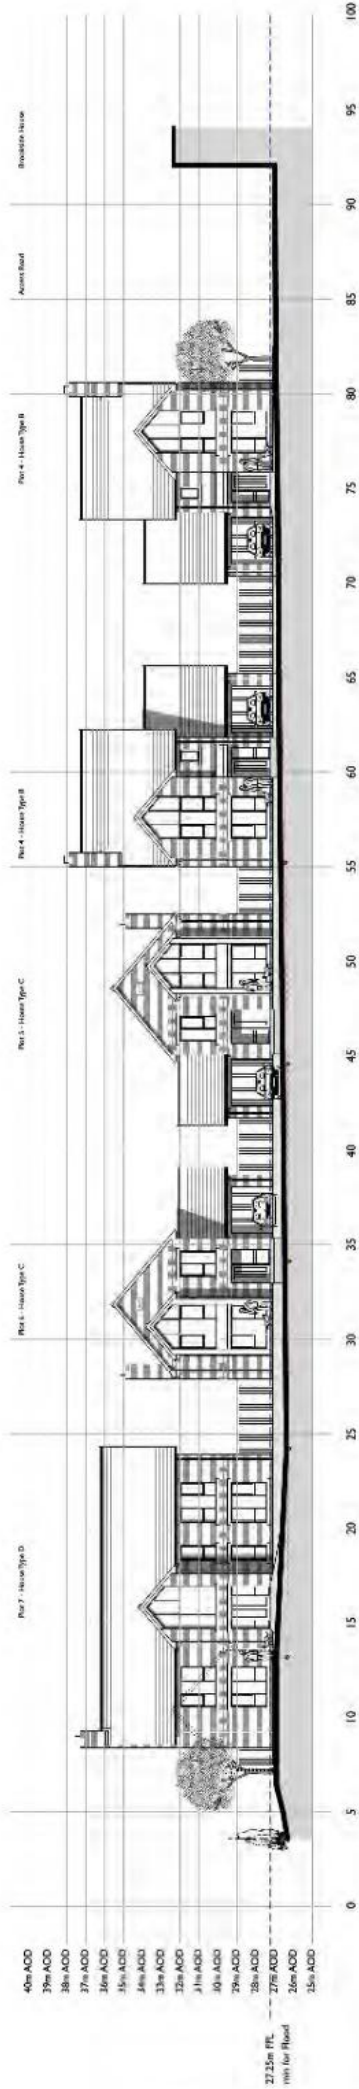 40m AOD
39m AOD
38m AOD
37m AOD
36m AOD
35m AOD
34m AOD
33m AOD
32m AOD
31m AOD
30m AOD
29m AOD
28m AOD
27m AOD
26m AOD
25m AOD
27.25m FFL
min for Flood
Plot 7 - House Type D
Plot 6 - House Type C
Plot 5 - House Type C
Plot 4 - House Type B
Plot 4 - House Type B
Access Road
Brookside House
0
5
10
15
20
25
30
35
40
45
50
55
60
65
70
75
80
85
90
95
100